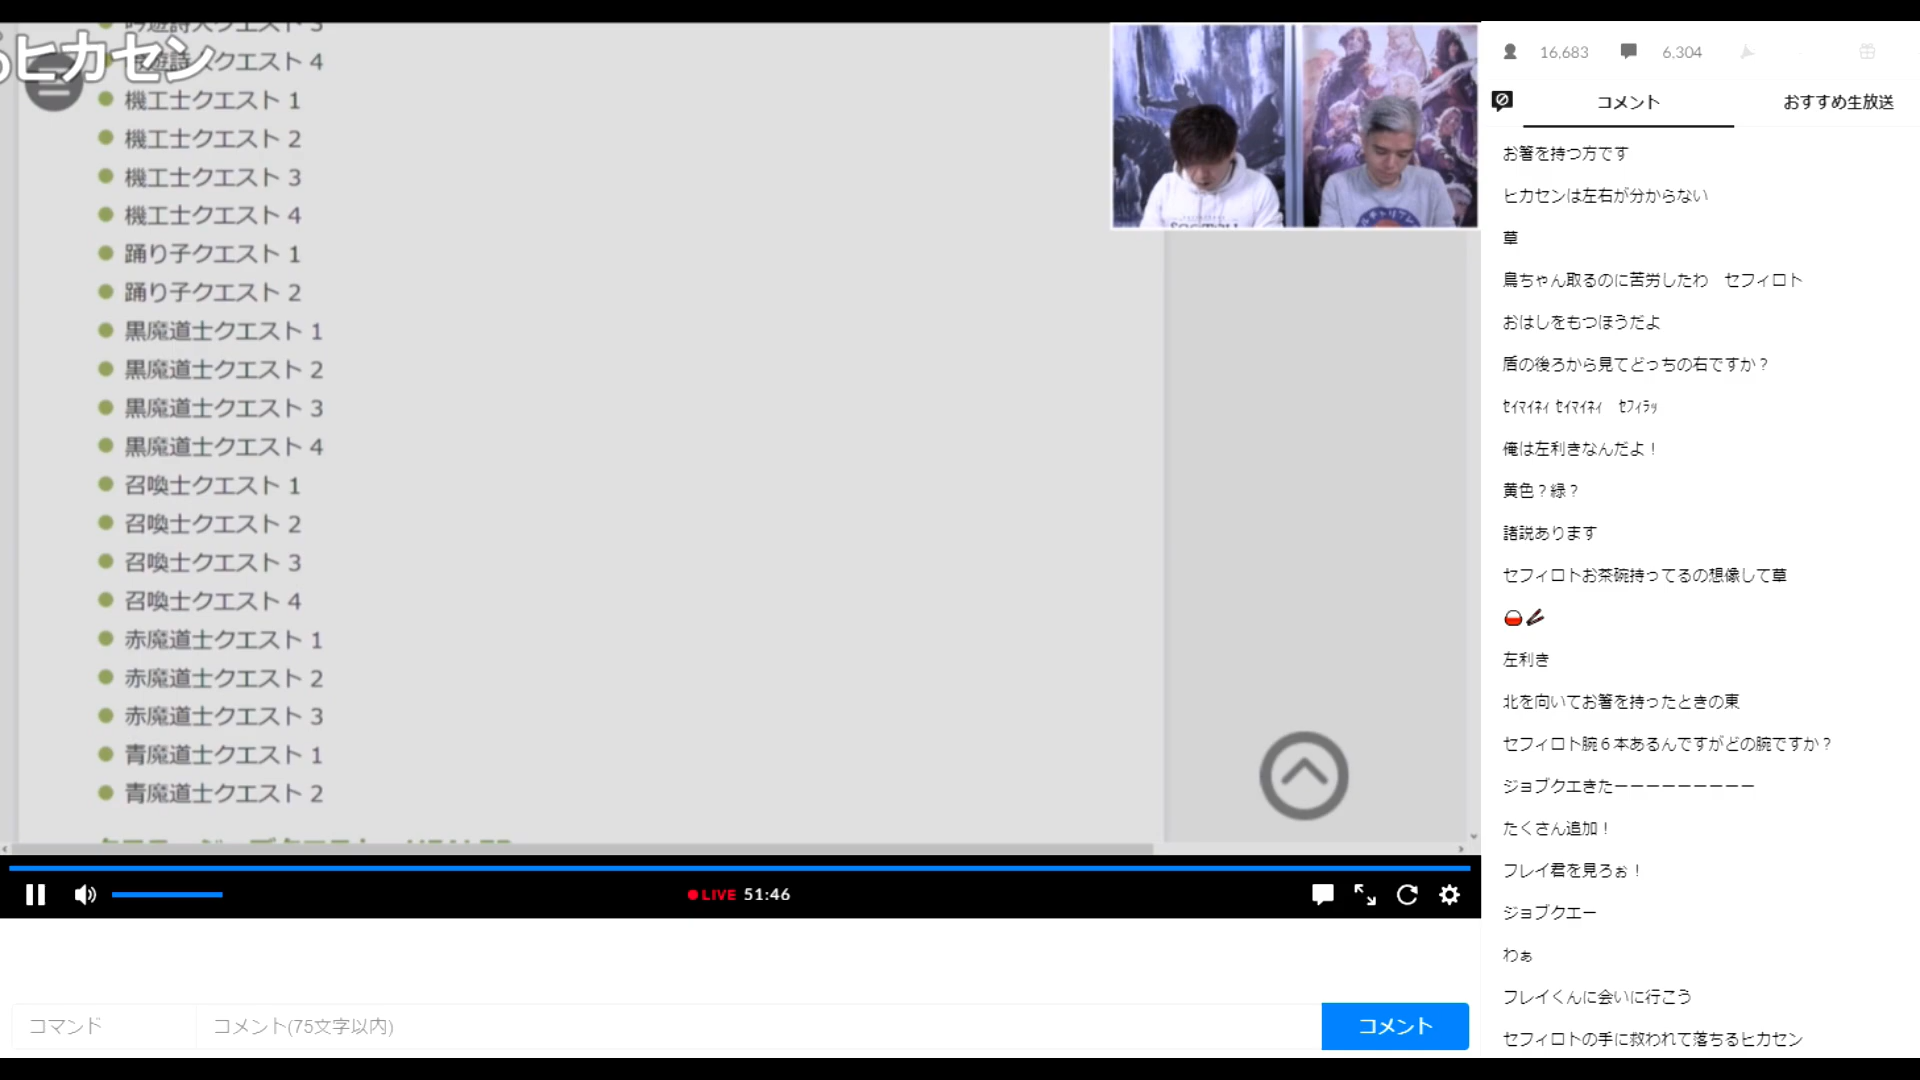 ヒカセン
クエスト 4
機工士クエスト 1
機工士クエスト 2
機工士クエスト 3
機工士クエスト 4
踊り子クエスト 1
踊り子クエスト 2
黒魔道士クエスト 1
黒魔道士クエスト 2
黒魔道士クエスト 3
黒魔道士クエスト 4
召喚士クエスト 1
召喚士クエスト 2
召喚士クエスト 3
召喚士クエスト 4
赤魔道士クエスト 1
赤魔道士クエスト 2
赤魔道士クエスト 3
青魔道士クエスト 1
青魔道士クエスト 2
LIVE 51:46
コマンド
コメント(75文字以内)
コメント
16,683
6,304
コメント
おすすめ生放送
お箸を持つ方です
ヒカセンは左右が分からない
草
鳥ちゃん取るのに苦労したわ　セフィロト
おはしをもつほうだよ
盾の後ろから見てどっちの右ですか？
ｾｲﾏｲﾈｨ ｾｲﾏｲﾈｨ　ｾﾌｨﾗｯ
俺は左利きなんだよ！
黄色？緑？
諸説あります
セフィロトお茶碗持ってるの想像して草
左利き
北を向いてお箸を持ったときの東
セフィロト腕６本あるんですがどの腕ですか？
ジョブクエきたーーーーーーーーー
たくさん追加！
フレイ君を見ろぉ！
ジョブクエー
わぁ
フレイくんに会いに行こう
セフィロトの手に救われて落ちるヒカセン